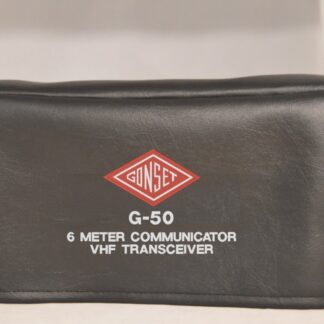 GONSET
G-50
6 METER COMMUNICATOR
VHF TRANSCEIVER